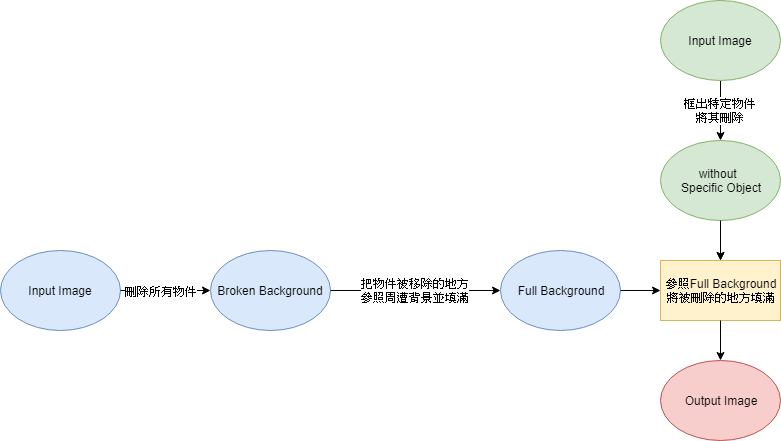 Input Image
框出特定物件
將其刪除
without
Specific Object
Input Image
刪除所有物件
Broken Background
把物件被移除的地方
參照周遭背景並填滿
Full Background
參照Full Background
將被刪除的地方填滿
Output Image